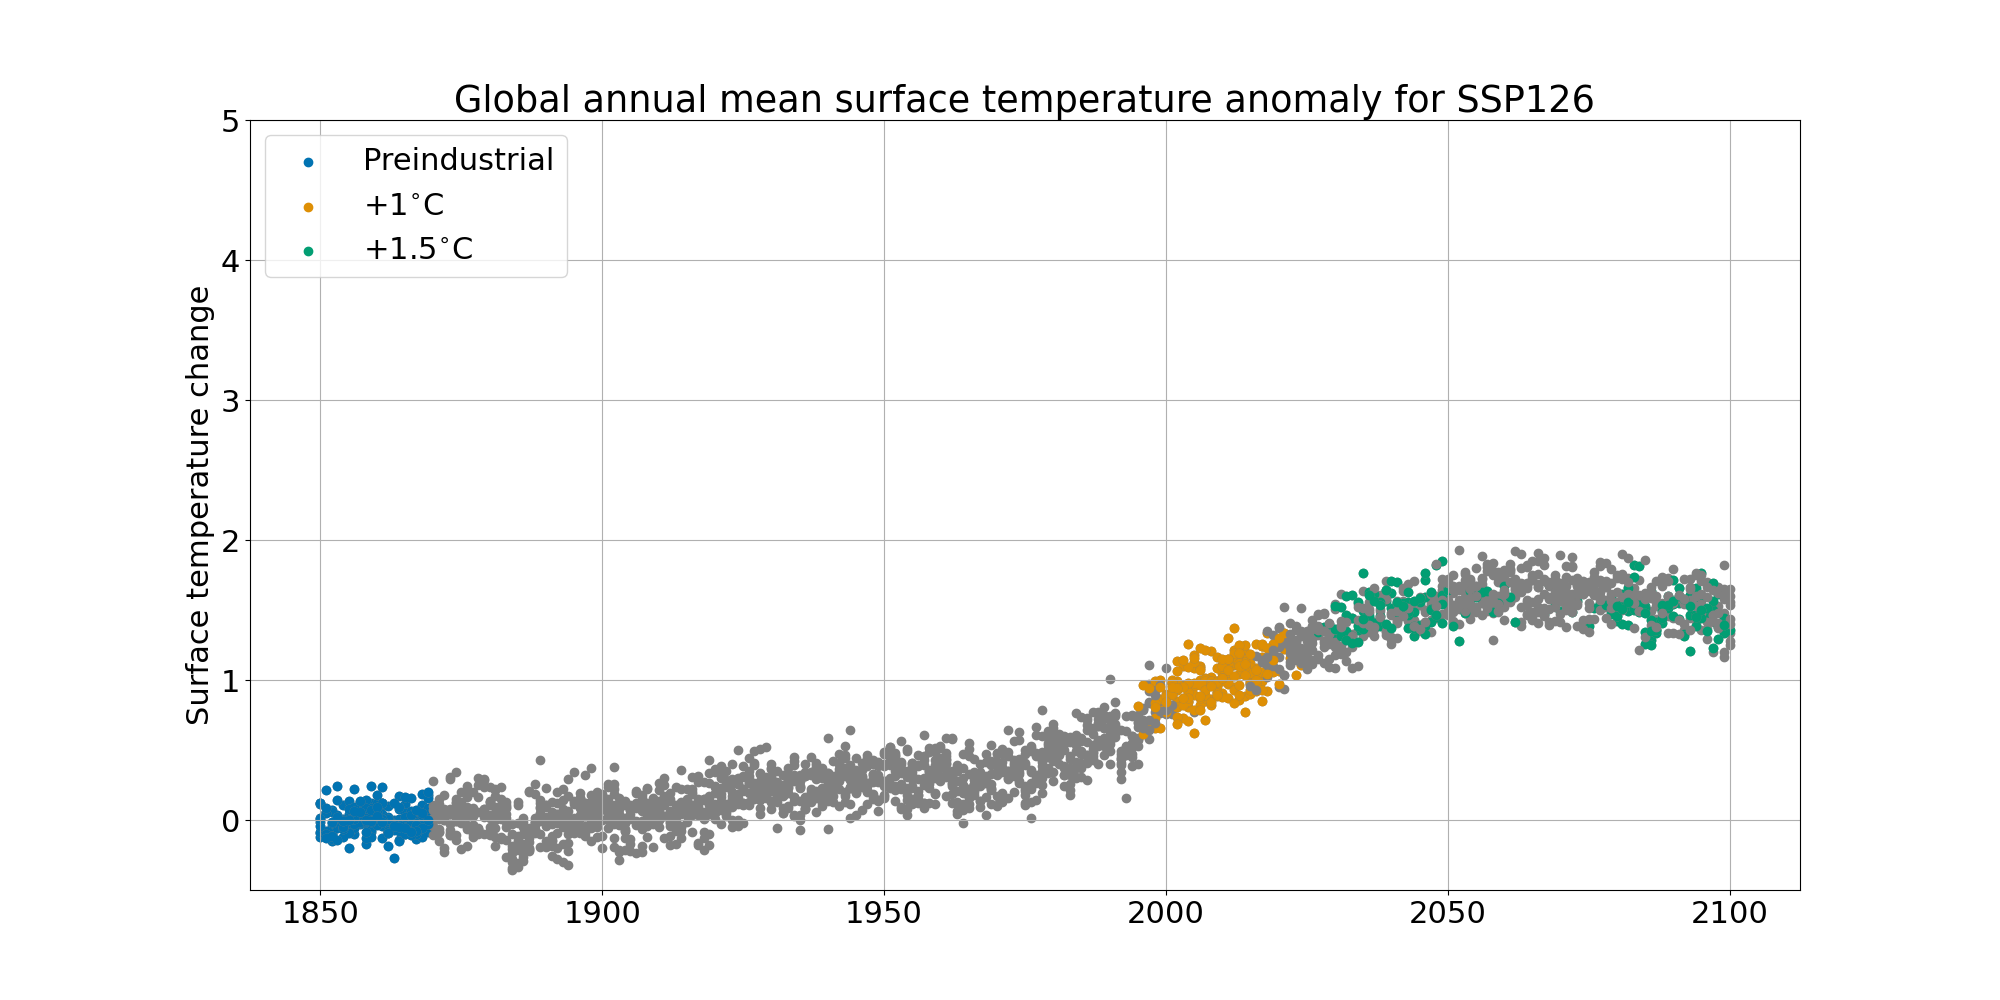 Global annual mean surface temperature anomaly for SSP126
Surface temperature change
5
4
3
2
1
0
Preindustrial
+1°C
+1.5°C
1850 1900 1950 2000 2050 2100